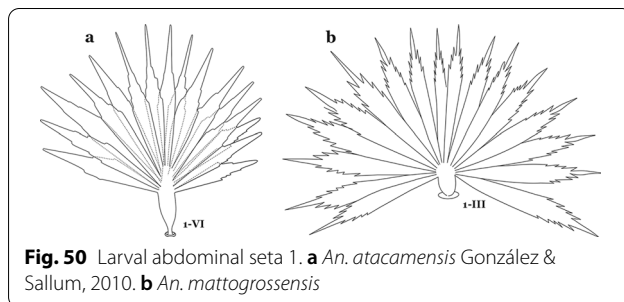 a
b
1-VI
1-III
Fig. 50 Larval abdominal seta 1. a An. atacamensis González &
Sallum, 2010. b An. mattogrossensis